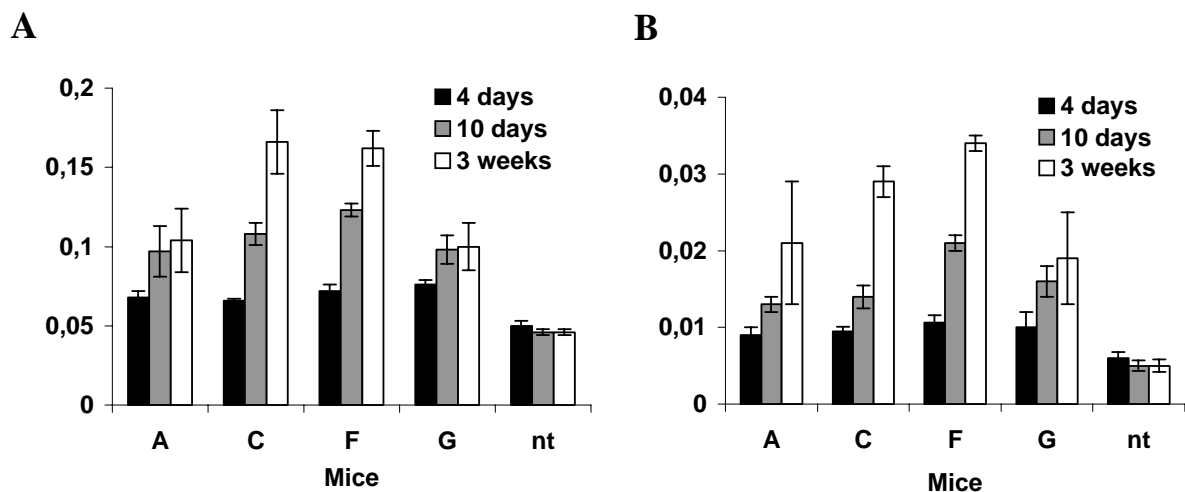 A
0,2
0,15
0,1
0,05
0
4 days
10 days
3 weeks
A C F G nt
Mice
B
0,04
0,03
0,02
0,01
0,000
4 days
10 days
3 weeks
A C F G nt
Mice